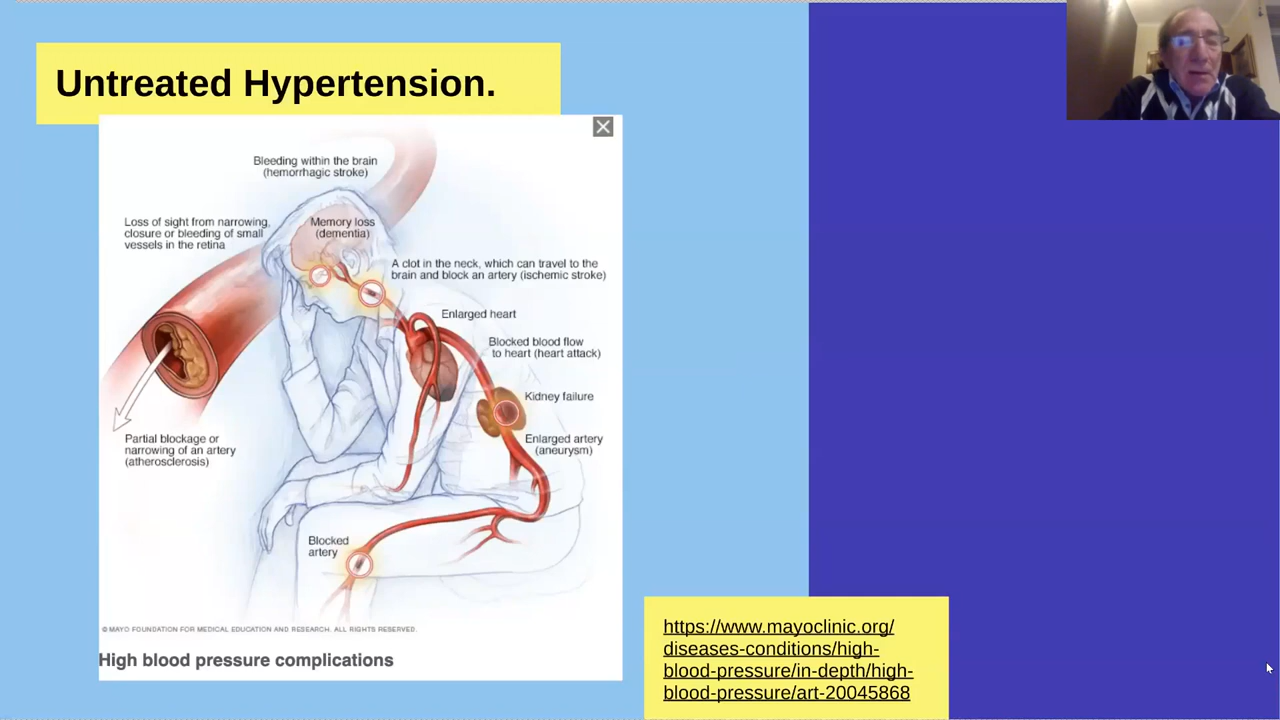 Untreated Hypertension.
Bleeding within the brain
(hemorrhagic stroke)
Loss of sight from narrowing,
closure or bleeding of small
vessels in the retina
Memory loss
(dementia)
A clot in the neck, which can travel to the
brain and block an artery (ischemic stroke)
Enlarged heart
Blocked blood flow
to heart (heart attack)
Kidney failure
Enlarged artery
(aneurysm)
Partial blockage or
narrowing of an artery
(atherosclerosis)
Blocked
artery
© MAYO FOUNDATION FOR MEDICAL EDUCATION AND RESEARCH. ALL RIGHTS RESERVED.
High blood pressure complications
https://www.mayoclinic.org/
diseases-conditions/high-
blood-pressure/in-depth/high-
blood-pressure/art-20045868